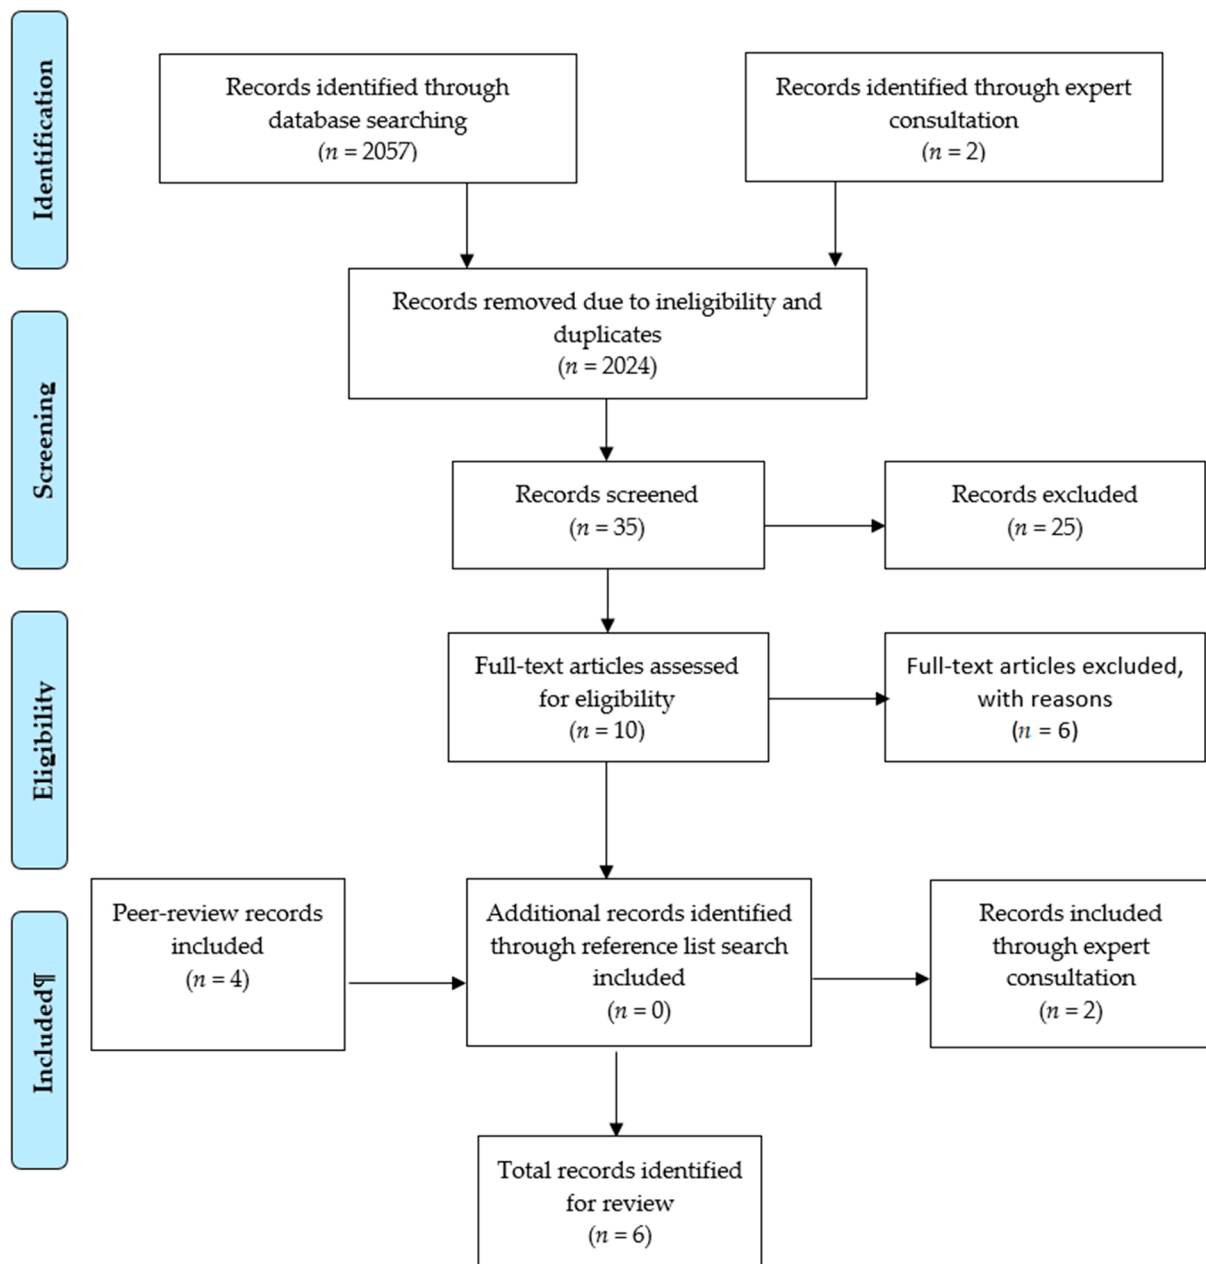 Identification
Records identified through
database searching
(n = 2057)
Records identified through expert
consultation
(n = 2)
Records removed due to ineligibility and
duplicates
(n = 2024)
Screening
Records screened
(n = 35)
Records excluded
(n = 25)
Eligibility
Full-text articles assessed
for eligibility
(n = 10)
Full-text articles excluded,
with reasons
(n = 6)
Included¶
Peer-review records
included
(n = 4)
Additional records identified
through reference list search
included
(n = 0)
Records included
through expert
consultation
(n = 2)
Total records identified
for review
(n = 6)